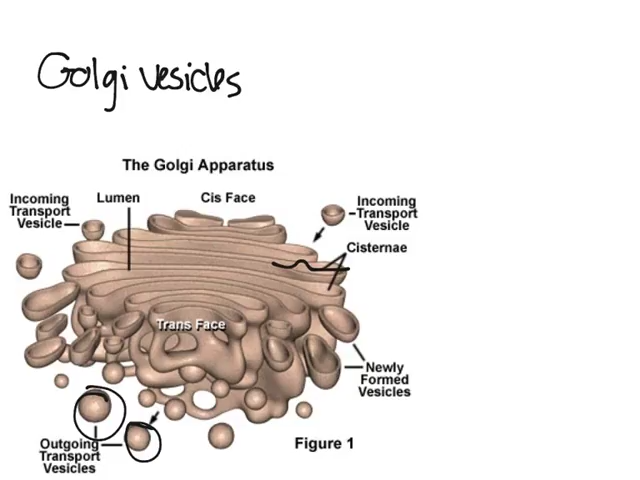 Golgi vesicles
The Golgi Apparatus
Incoming
Transport
Vesicle
Lumen
Cis Face
Incoming
Transport
Vesicle
Cisternae
Trans Face
Newly
Formed
Vesicles
Outgoing
Transport
Vesicles
Figure 1